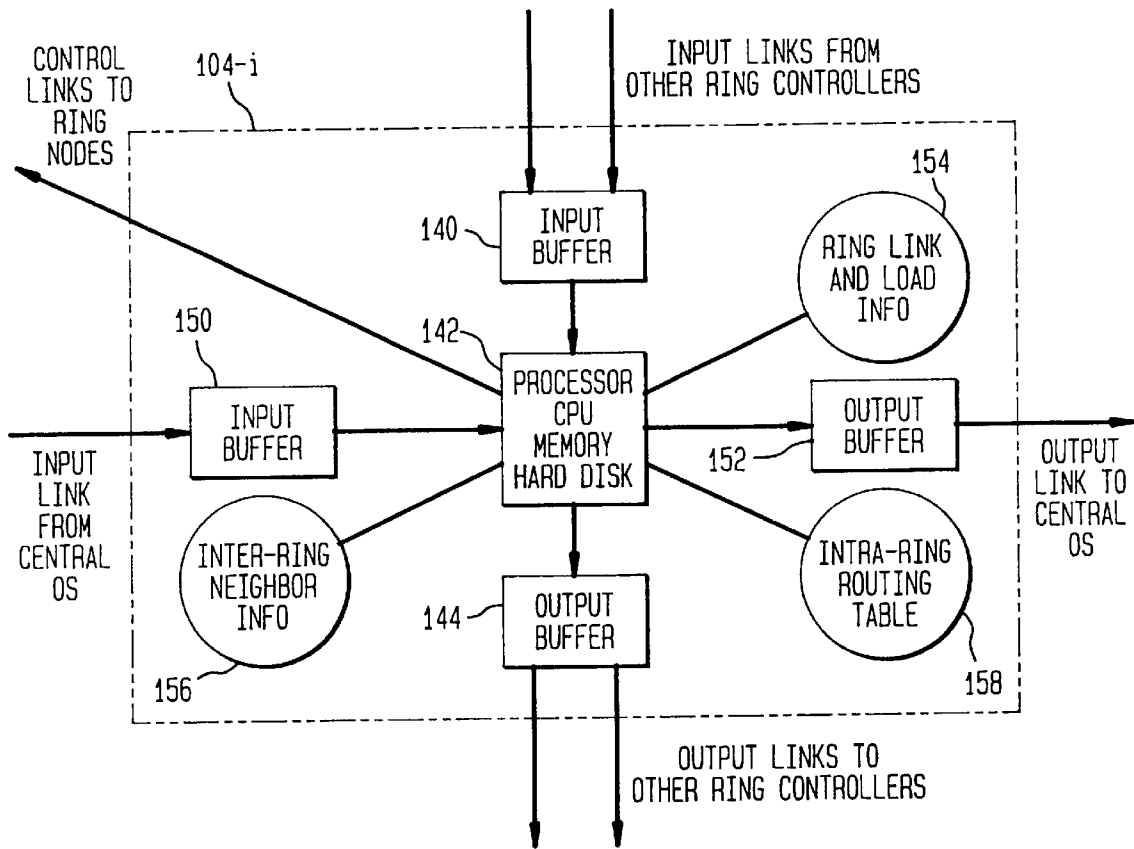 CONTROL
LINKS TO
RING
NODES
104-i
INPUT LINKS FROM
OTHER RING CONTROLLERS
140
INPUT
BUFFER
154
RING LINK
AND LOAD
INFO
150
INPUT
BUFFER
142
PROCESSOR
CPU
MEMORY
HARD DISK
OUTPUT
BUFFER
152
INPUT
LINK
FROM
CENTRAL
OS
OUTPUT
LINK TO
CENTRAL
OS
INTER-RING
NEIGHBOR
INFO
156
144
OUTPUT
BUFFER
INTRA-RING
ROUTING
TABLE
158
OUTPUT LINKS TO
OTHER RING CONTROLLERS